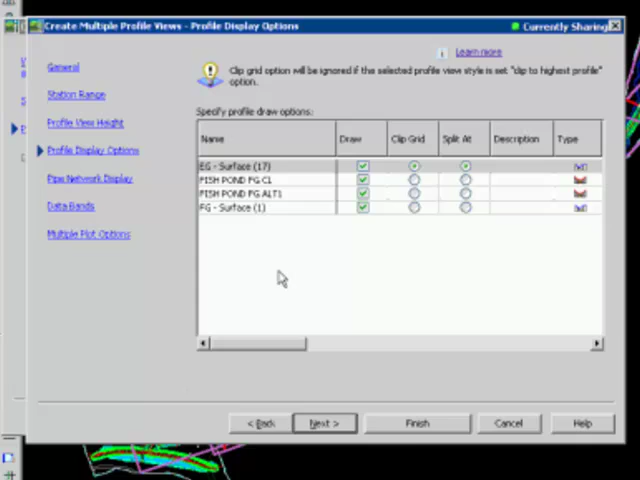 Create Multiple Profile Views - Profile Display Options
Currently Sharing
Learn more
General
Clip grid option will be ignored if the selected profile view style is set "clip to highest profile"
option.
Station Range
Specify profile draw options:
Profile View Height
Name Draw Clip Grid Split At Description Type
Profile Display Options
EG - Surface (17)
FISH POND FG CL
Pipe Network Display
FISH POND FG ALT1
Data Bands
FG - Surface (1)
Multiple Plot Options
< Back Next > Finish Cancel Help